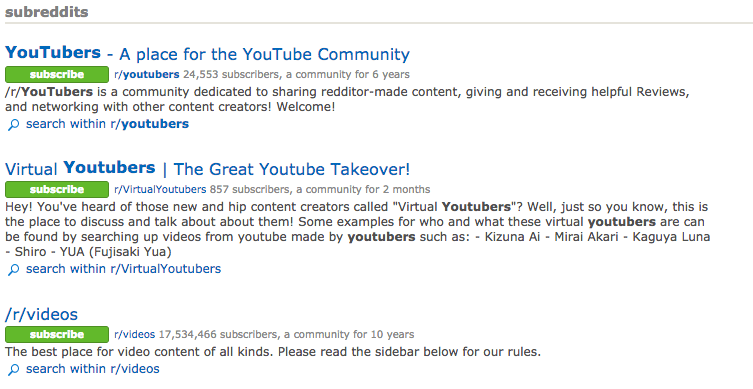 subreddits
YouTubers - A place for the YouTube Community
subscribe r/youtubers 24,553 subscribers, a community for 6 years
/r/YouTubers is a community dedicated to sharing redditor-made content, giving and receiving helpful Reviews,
and networking with other content creators! Welcome!
search within r/youtubers
Virtual Youtubers | The Great Youtube Takeover!
subscribe r/VirtualYoutubers 857 subscribers, a community for 2 months
Hey! You've heard of those new and hip content creators called "Virtual Youtubers"? Well, just so you know, this is
the place to discuss and talk about about them! Some examples for who and what these virtual youtubers are can
be found by searching up videos from youtube made by youtubers such as: - Kizuna Ai - Mirai Akari - Kaguya Luna
- Shiro - YUA (Fujisaki Yua)
search within r/VirtualYoutubers
/r/videos
subscribe r/videos 17,534,466 subscribers, a community for 10 years
The best place for video content of all kinds. Please read the sidebar below for our rules.
search within r/videos